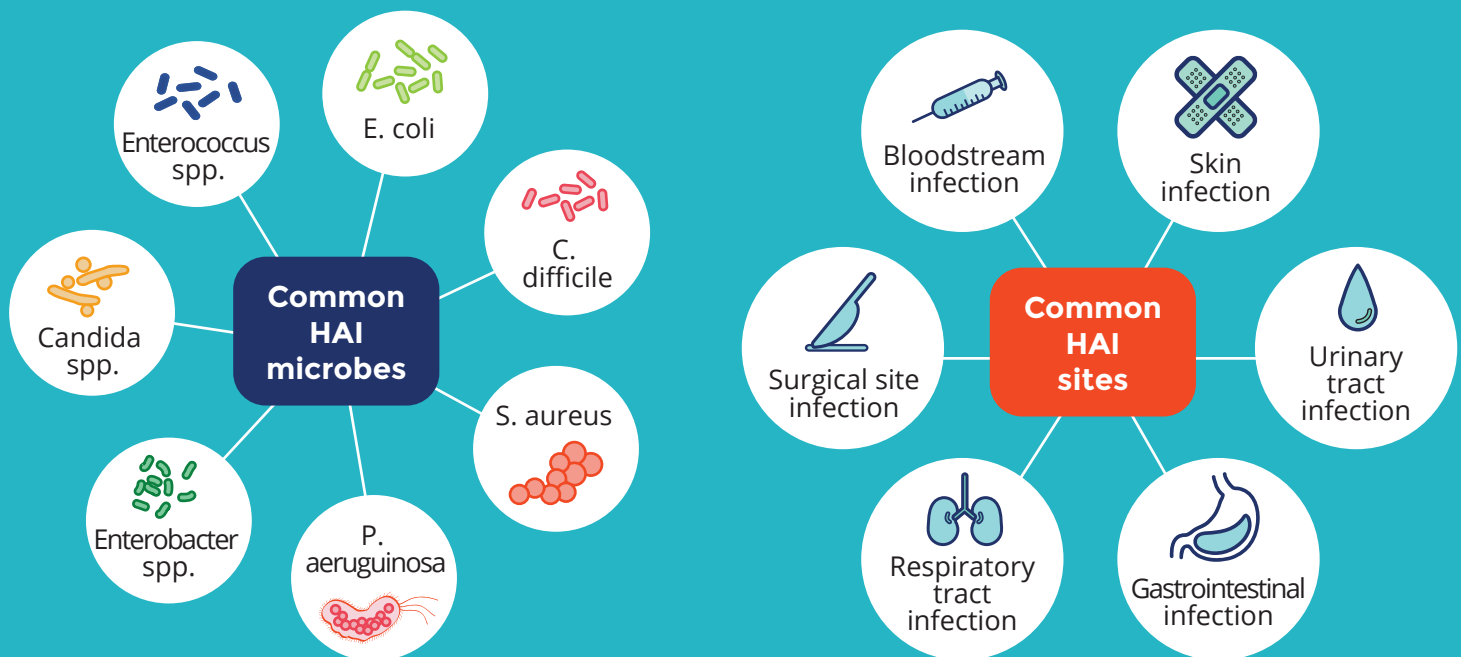 Enterococcus
spp.
E. coli
C.
difficile
Candida
spp.
Common
HAI
microbes
S. aureus
Enterobacter
spp.
P.
aeruguinosa
Bloodstream
infection
Skin
infection
Surgical site
infection
Common
HAI
sites
Urinary
tract
infection
Respiratory
tract
infection
Gastrointestinal
infection